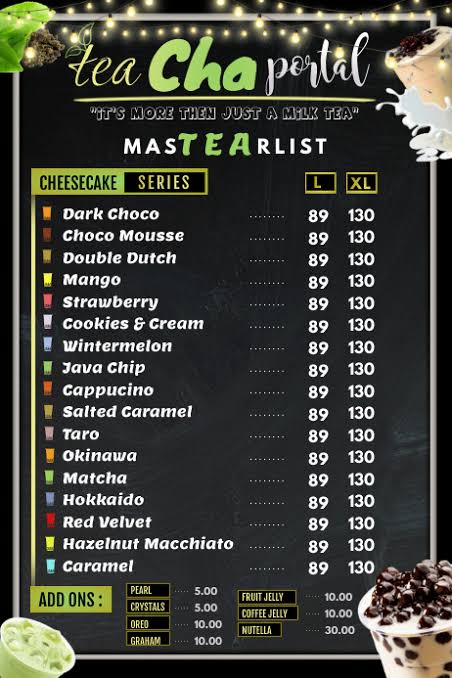 tea Cha portal
"IT'S MORE THEN JUST A MILK TEA"
MASTEARLIST
CHEESECAKE SERIES L XL
Dark Choco ........ 89 130
Choco Mousse ........ 89 130
Double Dutch ........ 89 130
Mango ........ 89 130
Strawberry ........ 89 130
Cookies & Cream ........ 89 130
Wintermelon ........ 89 130
Java Chip ........ 89 130
Cappucino ........ 89 130
Salted Caramel ........ 89 130
Taro ........ 89 130
Okinawa ........ 89 130
Matcha ........ 89 130
Hokkaido ........ 89 130
Red Velvet ........ 89 130
Hazelnut Macchiato ........ 89 130
Caramel ........ 89 130
ADD ONS :
PEARL ..... 5.00
CRYSTALS ..... 5.00
OREO ..... 10.00
GRAHAM ..... 10.00
FRUIT JELLY ..... 10.00
COFFEE JELLY ..... 10.00
NUTELLA ..... 30.00